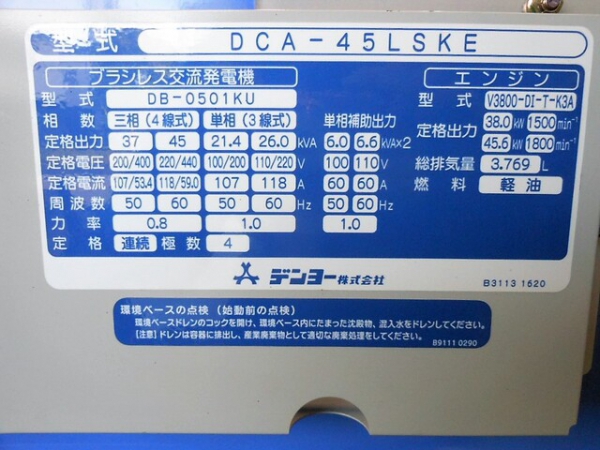 型式 DCA-45LSKE
ブラシレス交流発電機
型式 DB-0501KU
相数 三相(4線式) 単相(3線式) 単相補助出力
定格出力 37 45 21.4 26.0 kVA 6.0 6.6 kVA×2
定格電圧 200/400 220/440 100/200 110/220 V 100 110 V
定格電流 107/53.4 118/59.0 107 118 A 60 60 A
周波数 50 60 50 60 Hz 50 60 Hz
力率 0.8 1.0 1.0
定格 連続 極数 4
エンジン
型式 V3800-DI-T-K3A
定格出力 38.0 kW 1500 min⁻¹
45.6 kW 1800 min⁻¹
総排気量 3.769 L
燃料 軽油
デンヨー株式会社
B3113 1620
環境ベースの点検(始動前の点検)
環境ベースドレンのコックを開け、環境ベース内にたまった沈殿物、混入水をドレンしてください。
[注意]ドレンは容器に排出し、産業廃棄物として適切な廃棄処理をしてください。
B9111 0290